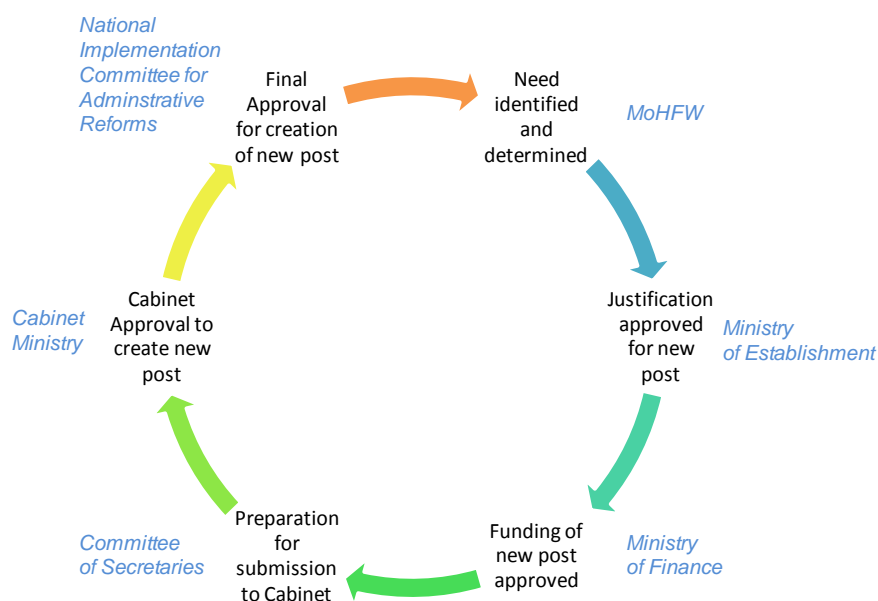 National
Implementation
Committee for
Adminstrative
Reforms
Final
Approval
for creation
of new post
Need
identified
and
determined
MoHFW
Justification
approved
for new
post
Ministry
of Establishment
Funding of
new post
approved
Ministry
of Finance
Preparation
for
submission
to Cabinet
Committee
of Secretaries
Cabinet
Approval to
create new
post
Cabinet
Ministry